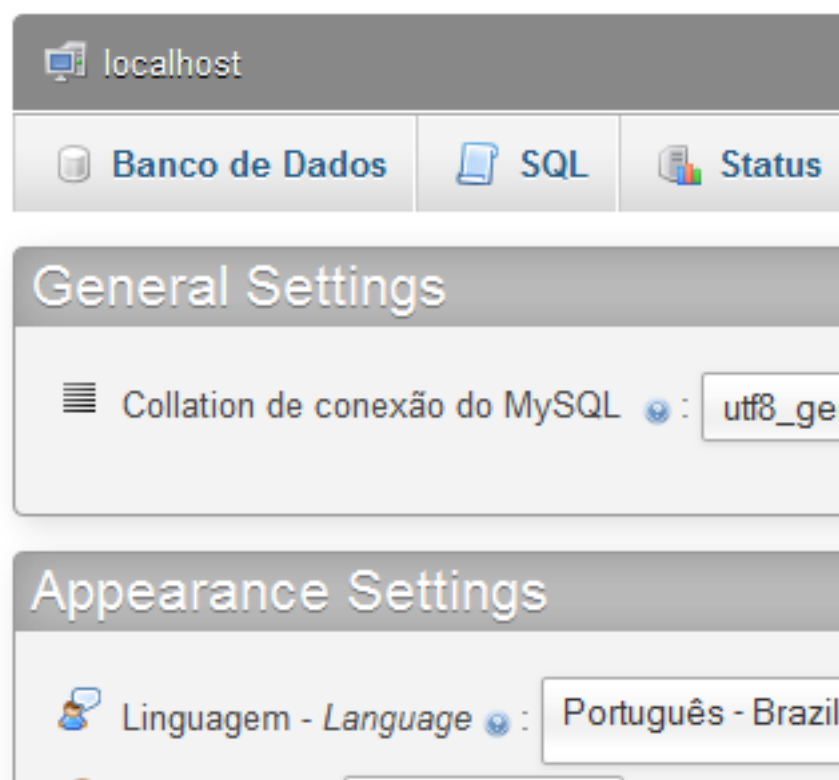 localhost
Banco de Dados SQL Status
General Settings
Collation de conexão do MySQL : utf8_ge
Appearance Settings
Linguagem - Language : Português - Brazil